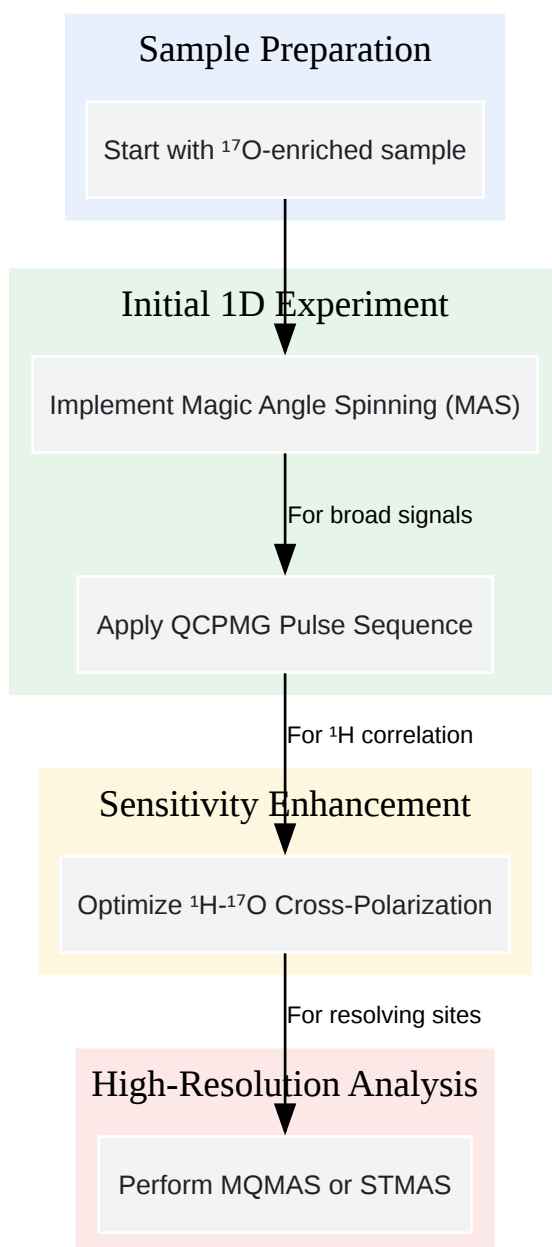 Sample Preparation
Start with ¹⁷O-enriched sample
Initial 1D Experiment
Implement Magic Angle Spinning (MAS)
For broad signals
Apply QCPMG Pulse Sequence
For ¹H correlation
Sensitivity Enhancement
Optimize ¹H-¹⁷O Cross-Polarization
For resolving sites
High-Resolution Analysis
Perform MQMAS or STMAS